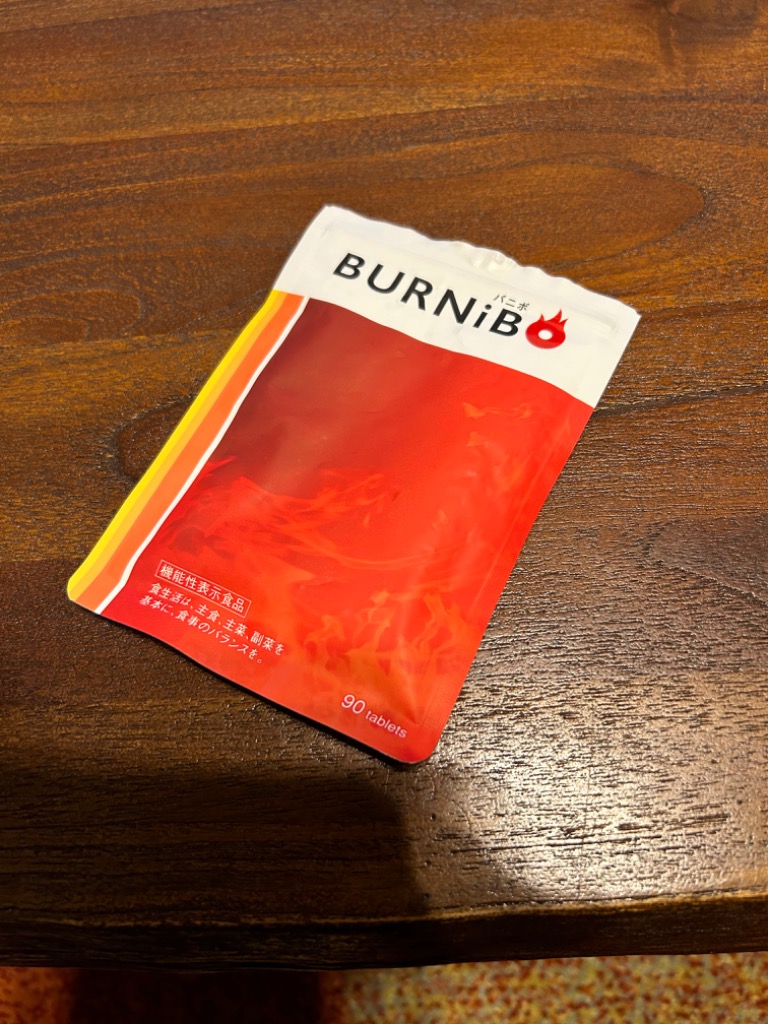 BURNiBO
バーニボ
機能性表示食品
食生活は、主食、主菜、副菜を
基本に、食事のバランスを。
90 tablets